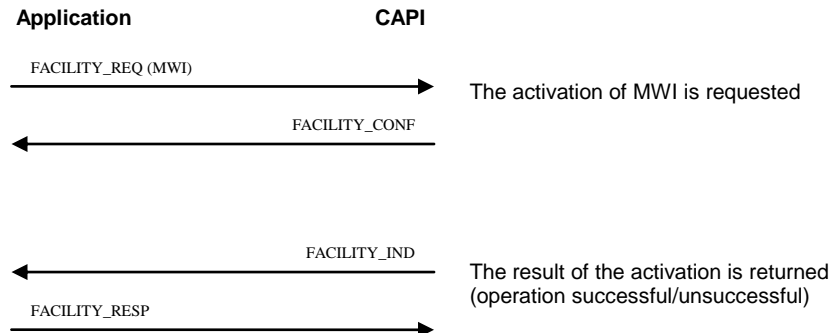 Application CAPI
FACILITY_REQ (MWI)
The activation of MWI is requested
FACILITY_CONF
FACILITY_IND
The result of the activation is returned
(operation successful/unsuccessful)
FACILITY_RESP